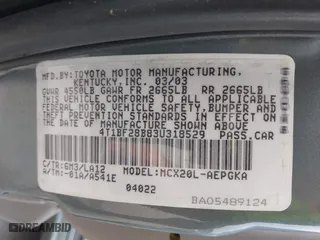 MFD.BY:TOYOTA MOTOR MANUFACTURING,
KENTUCKY,INC. 03/03
GVWR 4550LB GAWR FR 2665LB RR 2665LB
THIS VEHICLE CONFORMS TO ALL APPLICABLE
FEDERAL MOTOR VEHICLE SAFETY,BUMPER AND
THEFT PREVENTION STANDARDS IN EFFECT ON
THE DATE OF MANUFACTURE SHOWN ABOVE.
4T1BF28B83U318529 PASS.CAR
C/TR:6M3/LA12 MODEL:MCX20L-AEPGKA
A/TM:-01A/A541E
04022
BA05489124